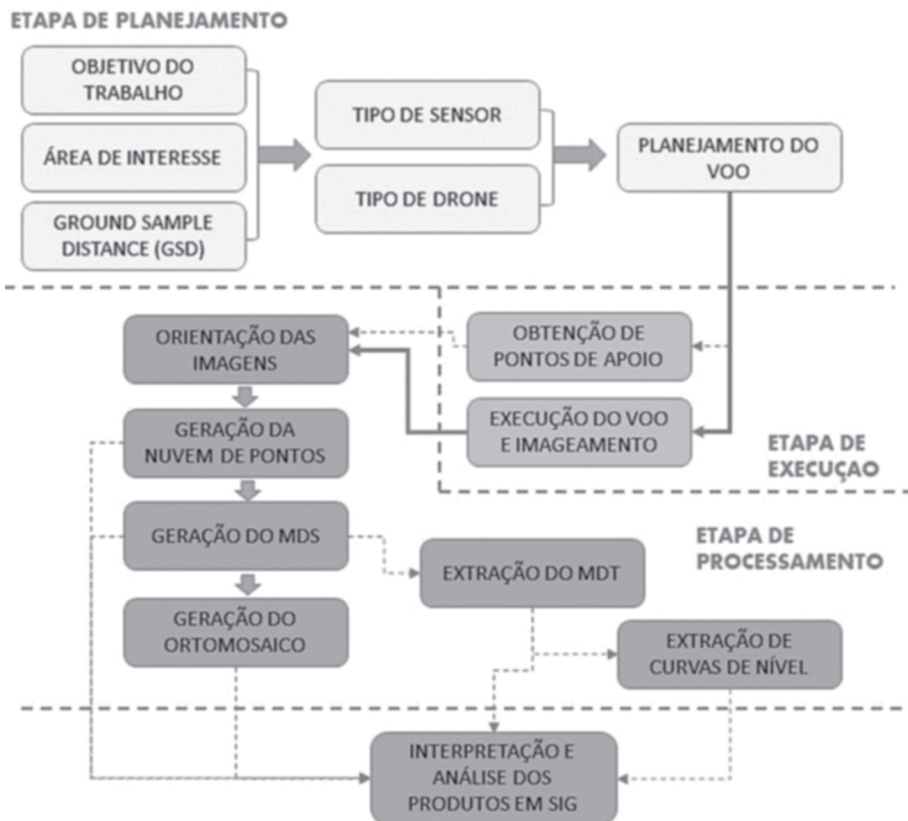 ETAPA DE PLANEJAMENTO
OBJETIVO DO
TRABALHO
ÁREA DE INTERESSE
GROUND SAMPLE
DISTANCE (GSD)
TIPO DE SENSOR
TIPO DE DRONE
PLANEJAMENTO DO
VOO
OBTENÇÃO DE
PONTOS DE APOIO
EXECUÇÃO DO VOO
E IMAGEAMENTO
ETAPA DE
EXECUÇAO
ORIENTAÇÃO DAS
IMAGENS
GERAÇÃO DA
NUVEM DE PONTOS
GERAÇÃO DO MDS
GERAÇÃO DO
ORTOMOSAICO
ETAPA DE
PROCESSAMENTO
EXTRAÇÃO DO MDT
EXTRAÇÃO DE
CURVAS DE NÍVEL
INTERPRETAÇÃO E
ANÁLISE DOS
PRODUTOS EM SIG